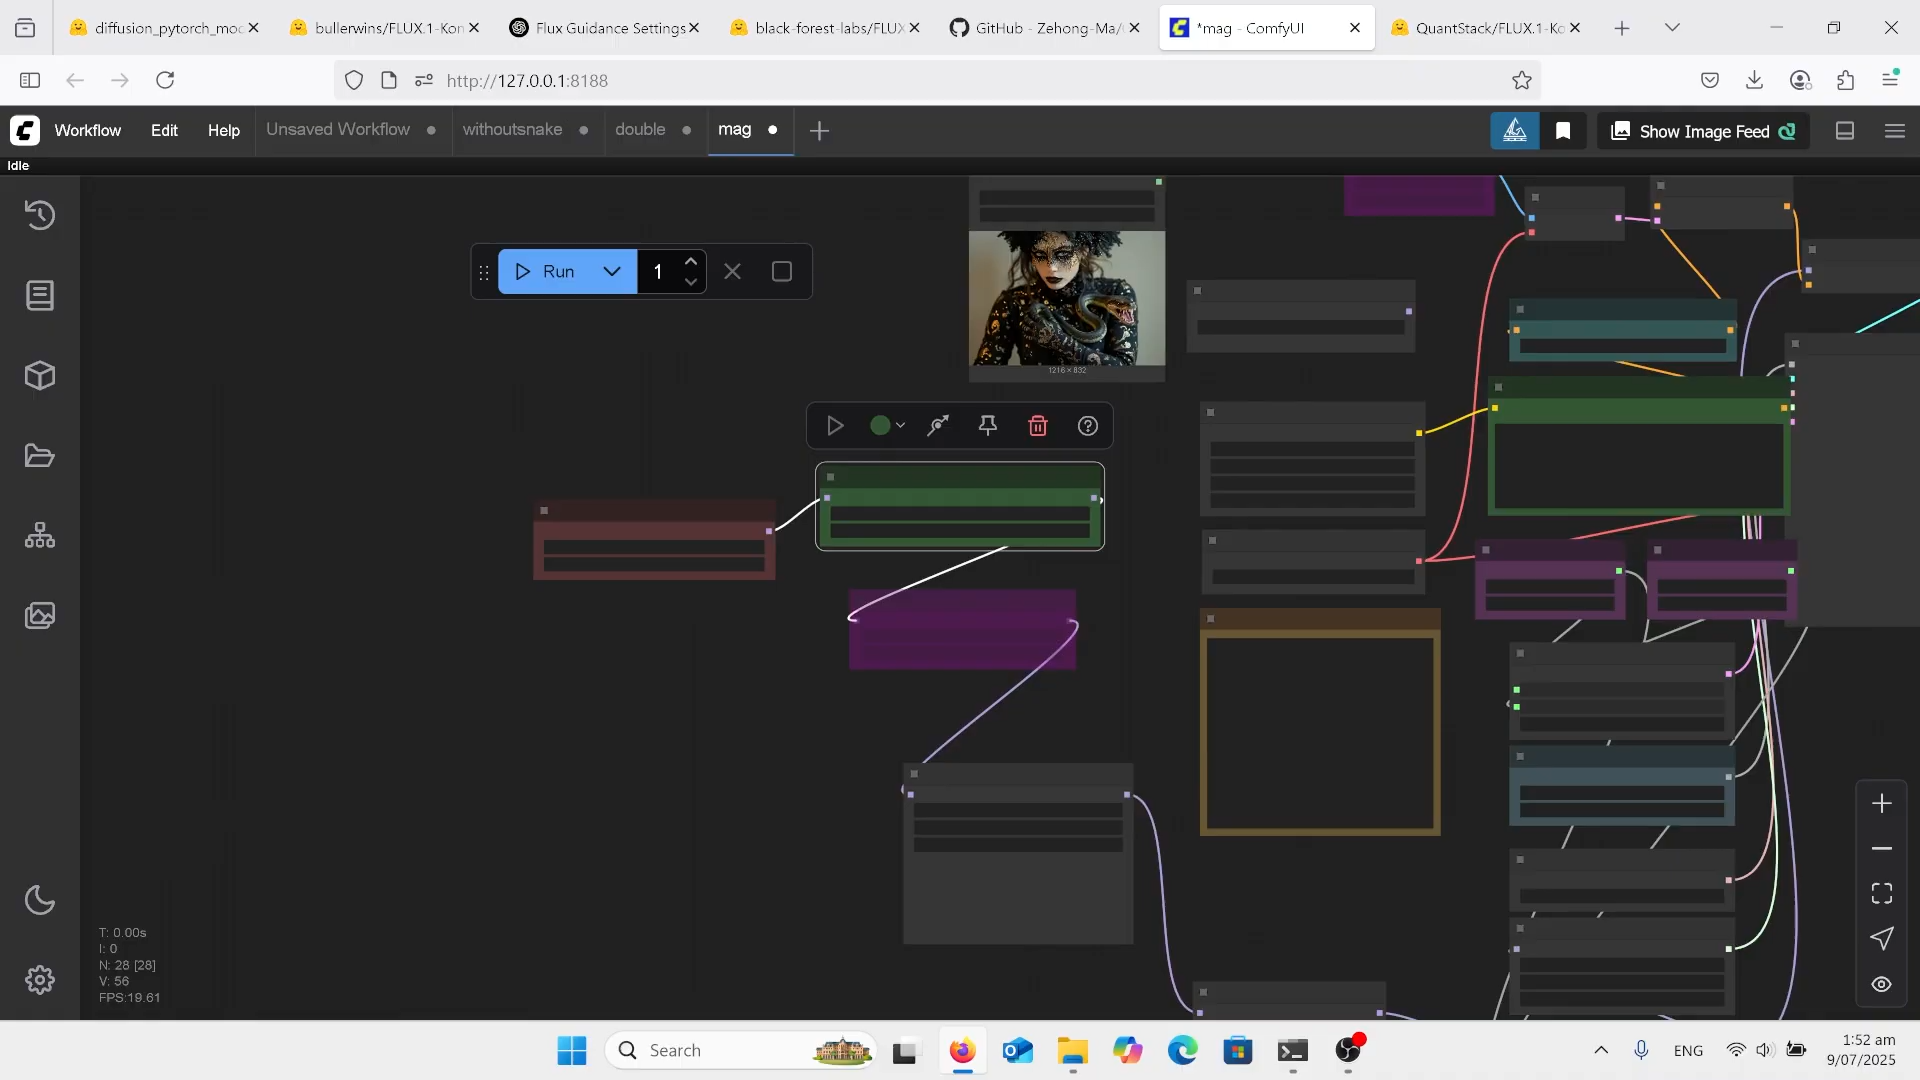 diffusion_pytorch_moc
bullerwins/FLUX.1-Kon
Flux Guidance Settings
black-forest-labs/FLUX
GitHub - Zehong-Ma/C
*mag - ComfyUI
QuantStack/FLUX.1-Ko
http://127.0.0.1:8188
Workflow
Edit
Help
Unsaved Workflow
withoutsnake
double
mag
Show Image Feed
Idle
Run
1
1216 × 832
T: 0.00s
I: 0
N: 28 [28]
V: 56
FPS:19.61
Search
ENG
1:52 am
9/07/2025